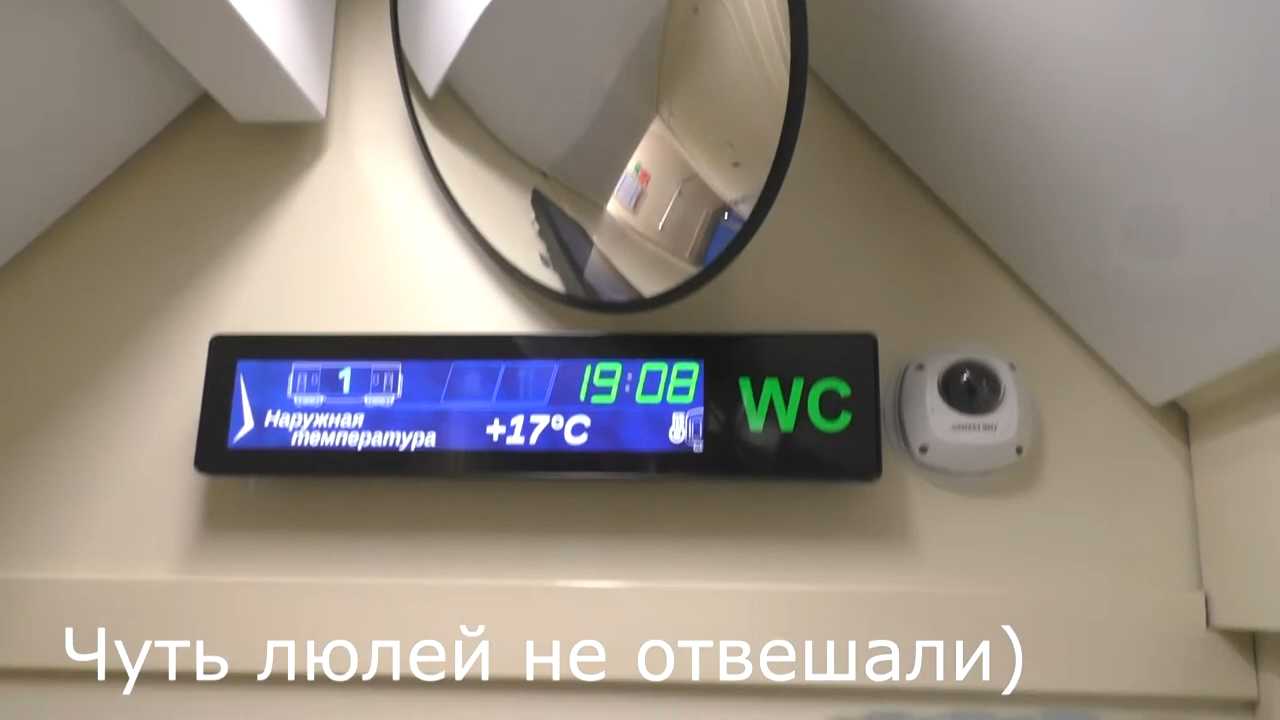 1
19:08
Наружная
температура
+17°C
WC
Чуть люлей не отвешали)